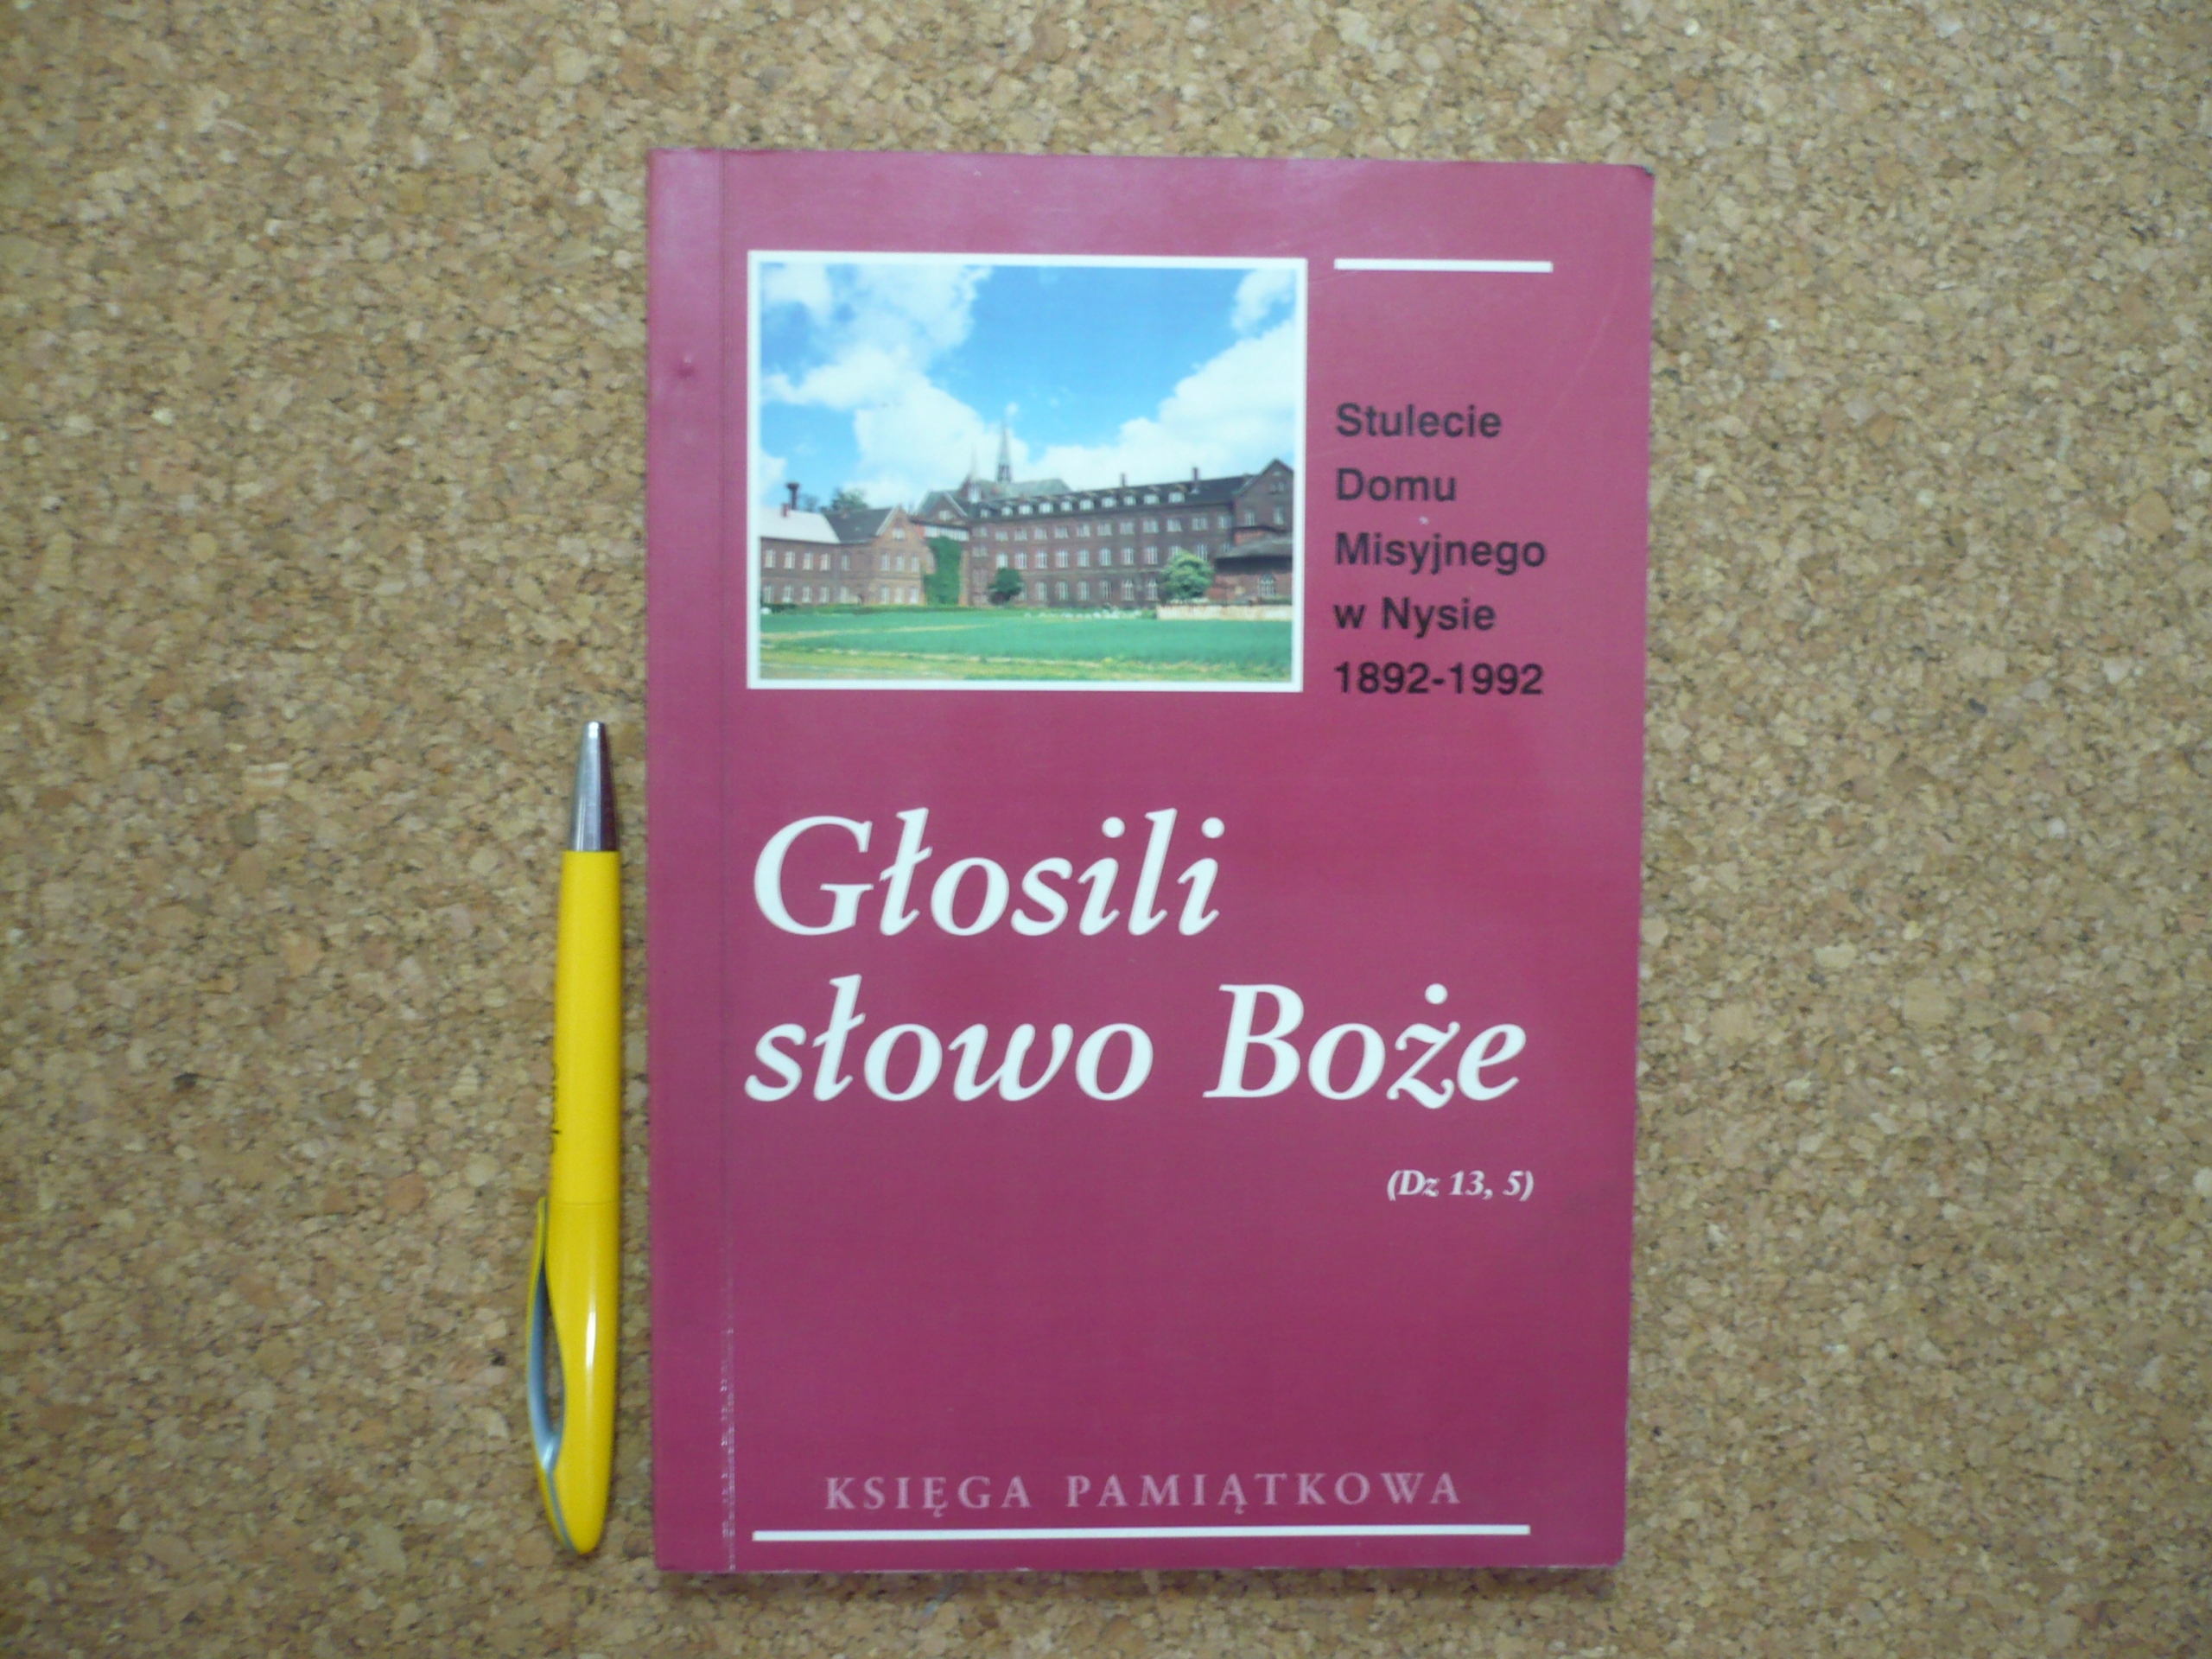 Stulecie
Domu
Misyjnego
w Nysie
1892-1992
Głosili
słowo Boże
(Dz 13, 5)
KSIĘGA PAMIĄTKOWA